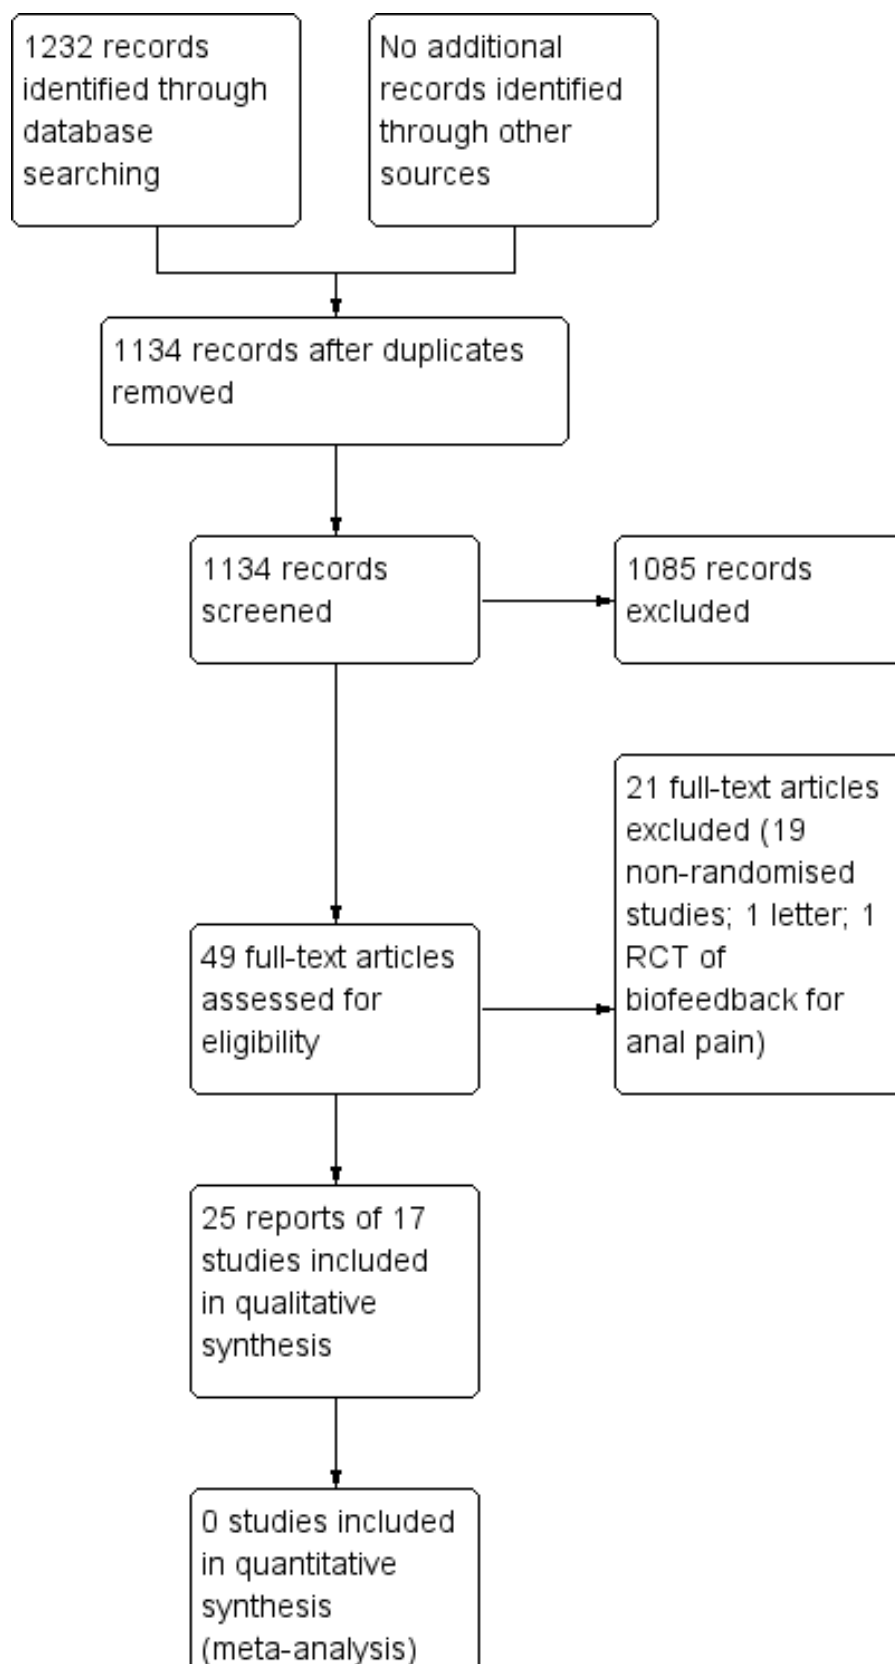 1232 records
identified through
database
searching
No additional
records identified
through other
sources
1134 records after duplicates
removed
1134 records
screened
1085 records
excluded
49 full-text articles
assessed for
eligibility
21 full-text articles
excluded (19
non-randomised
studies; 1 letter; 1
RCT of
biofeedback for
anal pain)
25 reports of 17
studies included
in qualitative
synthesis
0 studies included
in quantitative
synthesis
(meta-analysis)